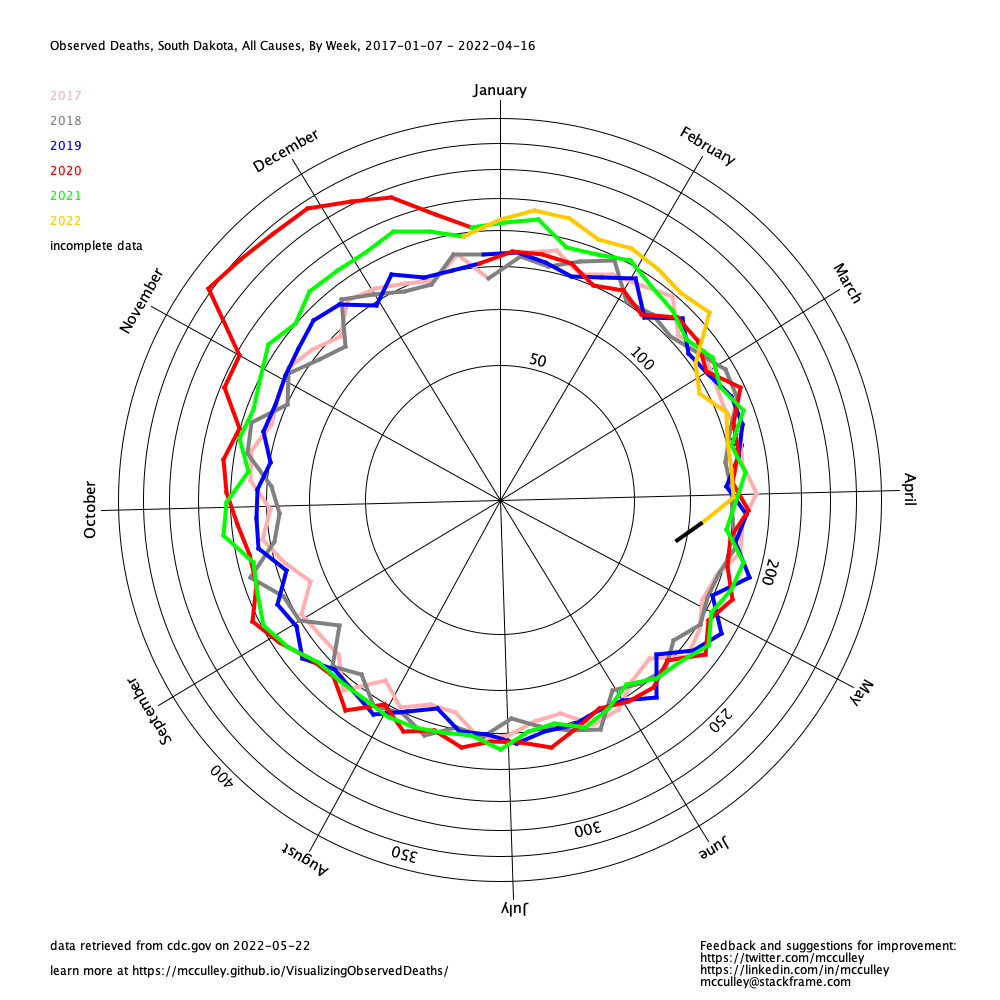 Observed Deaths, South Dakota, All Causes, By Week, 2017-01-07 - 2022-04-16
January
2017
2018
2019
2020
2021
2022
incomplete data
December
February
November
March
50
100
October
April
200
May
250
September
400
300
350
June
August
July
data retrieved from cdc.gov on 2022-05-22
learn more at https://mcculley.github.io/VisualizingObservedDeaths/
Feedback and suggestions for improvement:
https://twitter.com/mcculley
https://linkedin.com/in/mcculley
mcculley@stackframe.com